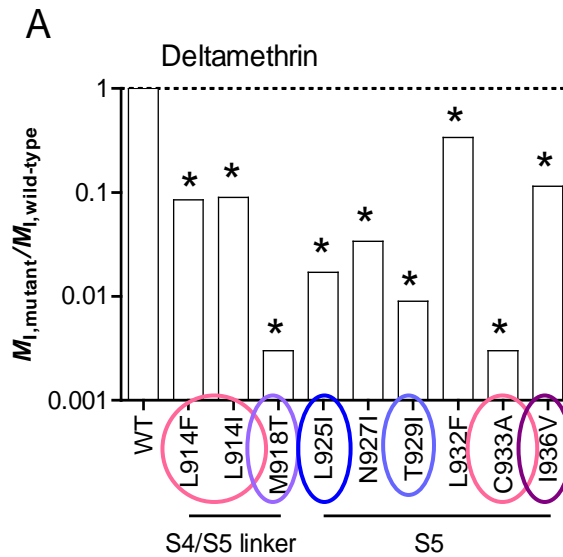 A
Deltamethrin
M_I,mutant/M_I,wild-type
1
0.1
0.01
0.001
* * * * * * * * *
WT L914F L914I M918T L925I N927I T929I L932F C933A I936V
S4/S5 linker S5